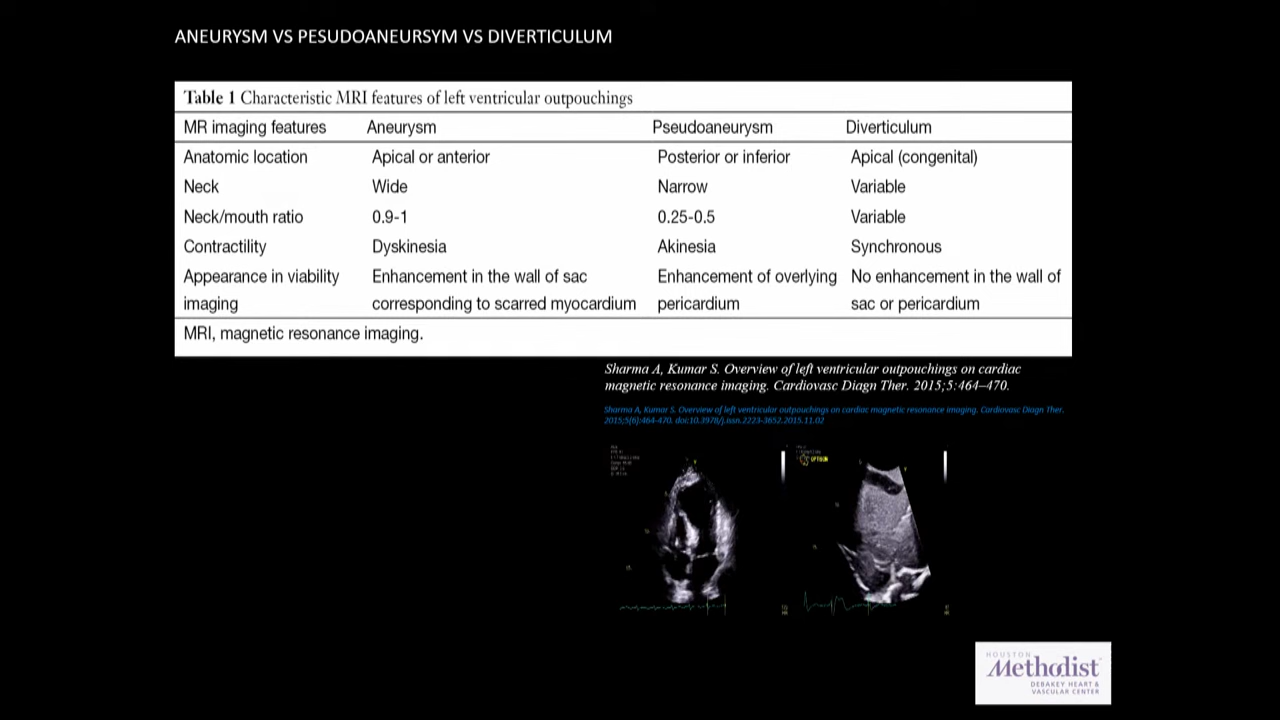 ANEURYSM VS PESUDOANEURSYM VS DIVERTICULUM
Table 1 Characteristic MRI features of left ventricular outpouchings
MR imaging features Aneurysm Pseudoaneurysm Diverticulum
Anatomic location Apical or anterior Posterior or inferior Apical (congenital)
Neck Wide Narrow Variable
Neck/mouth ratio 0.9-1 0.25-0.5 Variable
Contractility Dyskinesia Akinesia Synchronous
Appearance in viability Enhancement in the wall of sac Enhancement of overlying No enhancement in the wall of
imaging corresponding to scarred myocardium pericardium sac or pericardium
MRI, magnetic resonance imaging.
Sharma A, Kumar S. Overview of left ventricular outpouchings on cardiac
magnetic resonance imaging. Cardiovasc Diagn Ther. 2015;5:464–470.
Sharma A, Kumar S. Overview of left ventricular outpouchings on cardiac magnetic resonance imaging. Cardiovasc Diagn Ther.
2015;5(6):464-470. doi:10.3978/j.issn.2223-3652.2015.11.02
HOUSTON
Methodist
DEBAKEY HEART &
VASCULAR CENTER